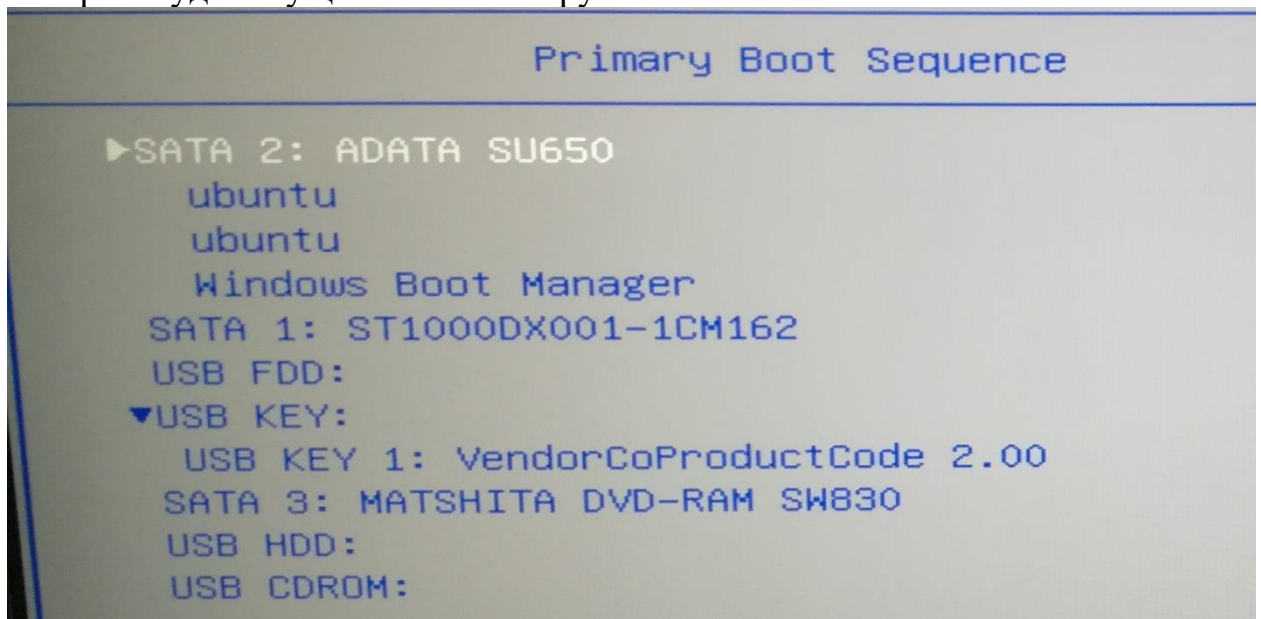 Primary Boot Sequence
▶SATA 2: ADATA SU650
ubuntu
ubuntu
Windows Boot Manager
SATA 1: ST1000DX001-1CM162
USB FDD:
▼USB KEY:
USB KEY 1: VendorCoProductCode 2.00
SATA 3: MATSHITA DVD-RAM SW830
USB HDD:
USB CDROM: